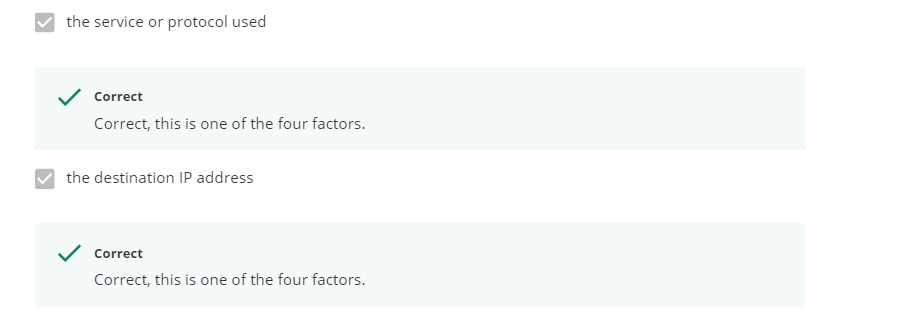 the service or protocol used
Correct
Correct, this is one of the four factors.
the destination IP address
Correct
Correct, this is one of the four factors.